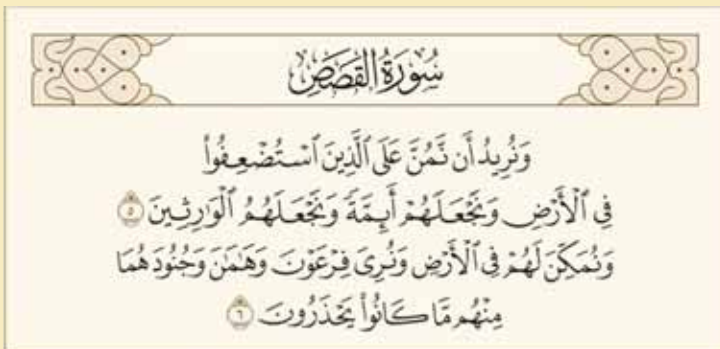 سُورَةُ القَصَصِ
وَنُرِيدُ أَن نَّمُنَّ عَلَى ٱلَّذِينَ ٱسْتُضْعِفُوا۟
فِى ٱلْأَرْضِ وَنَجْعَلَهُمْ أَئِمَّةً وَنَجْعَلَهُمُ ٱلْوَٰرِثِينَ ٥
وَنُمَكِّنَ لَهُمْ فِى ٱلْأَرْضِ وَنُرِىَ فِرْعَوْنَ وَهَٰمَٰنَ وَجُنُودَهُمَا
مِنْهُم مَّا كَانُوا۟ يَحْذَرُونَ ٦